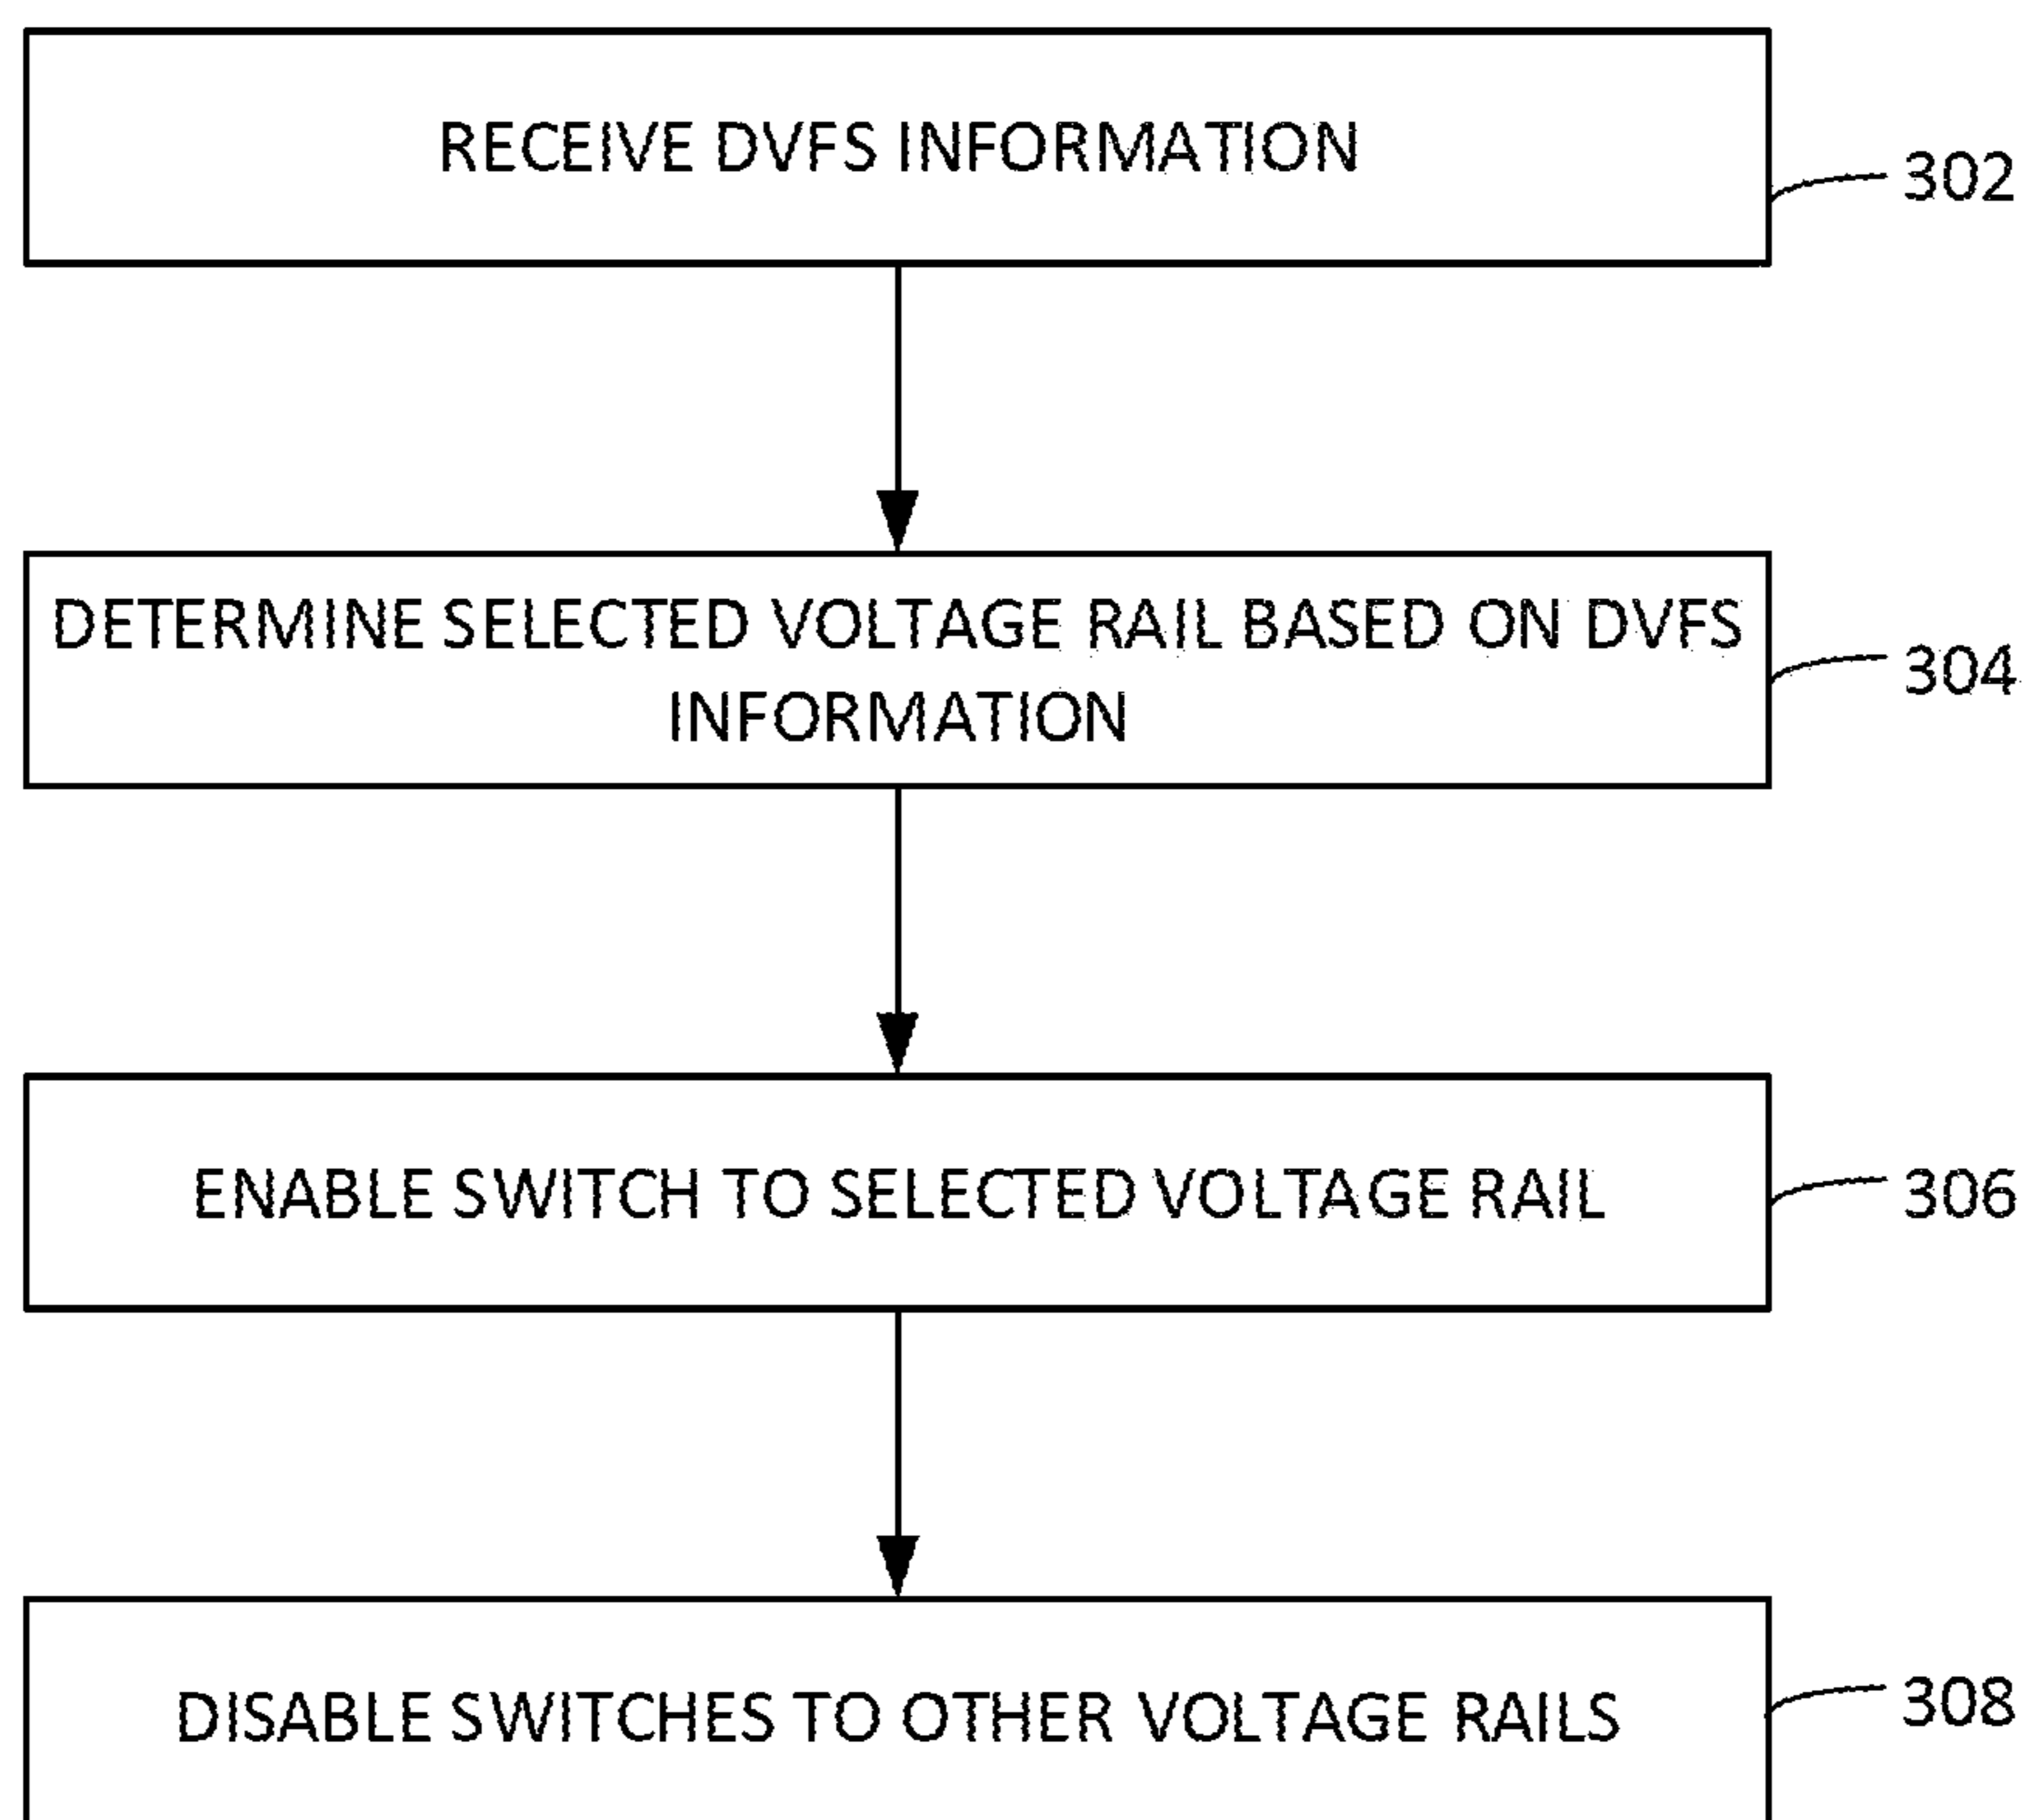 RECEIVE DVFS INFORMATION
302
DETERMINE SELECTED VOLTAGE RAIL BASED ON DVFS
INFORMATION
304
ENABLE SWITCH TO SELECTED VOLTAGE RAIL
306
DISABLE SWITCHES TO OTHER VOLTAGE RAILS
308